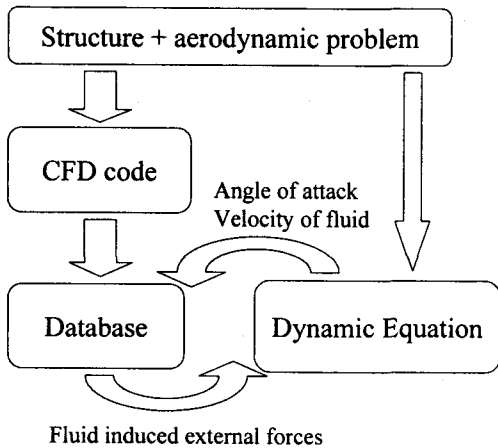 Structure + aerodynamic problem
CFD code
Angle of attack
Velocity of fluid
Database
Dynamic Equation
Fluid induced external forces